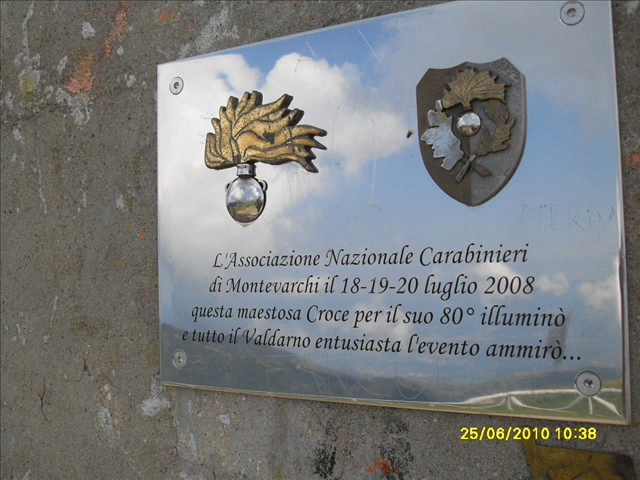 MERDA
L'Associazione Nazionale Carabinieri
di Montevarchi il 18-19-20 luglio 2008
questa maestosa Croce per il suo 80° illuminò
e tutto il Valdarno entusiasta l'evento ammirò...
25/06/2010 10:38